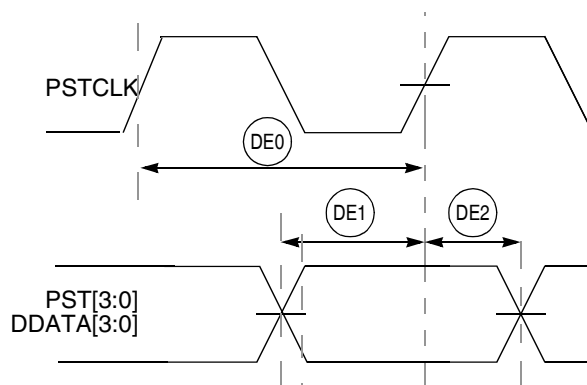 PSTCLK
DE0
DE1
DE2
PST[3:0]
DDATA[3:0]